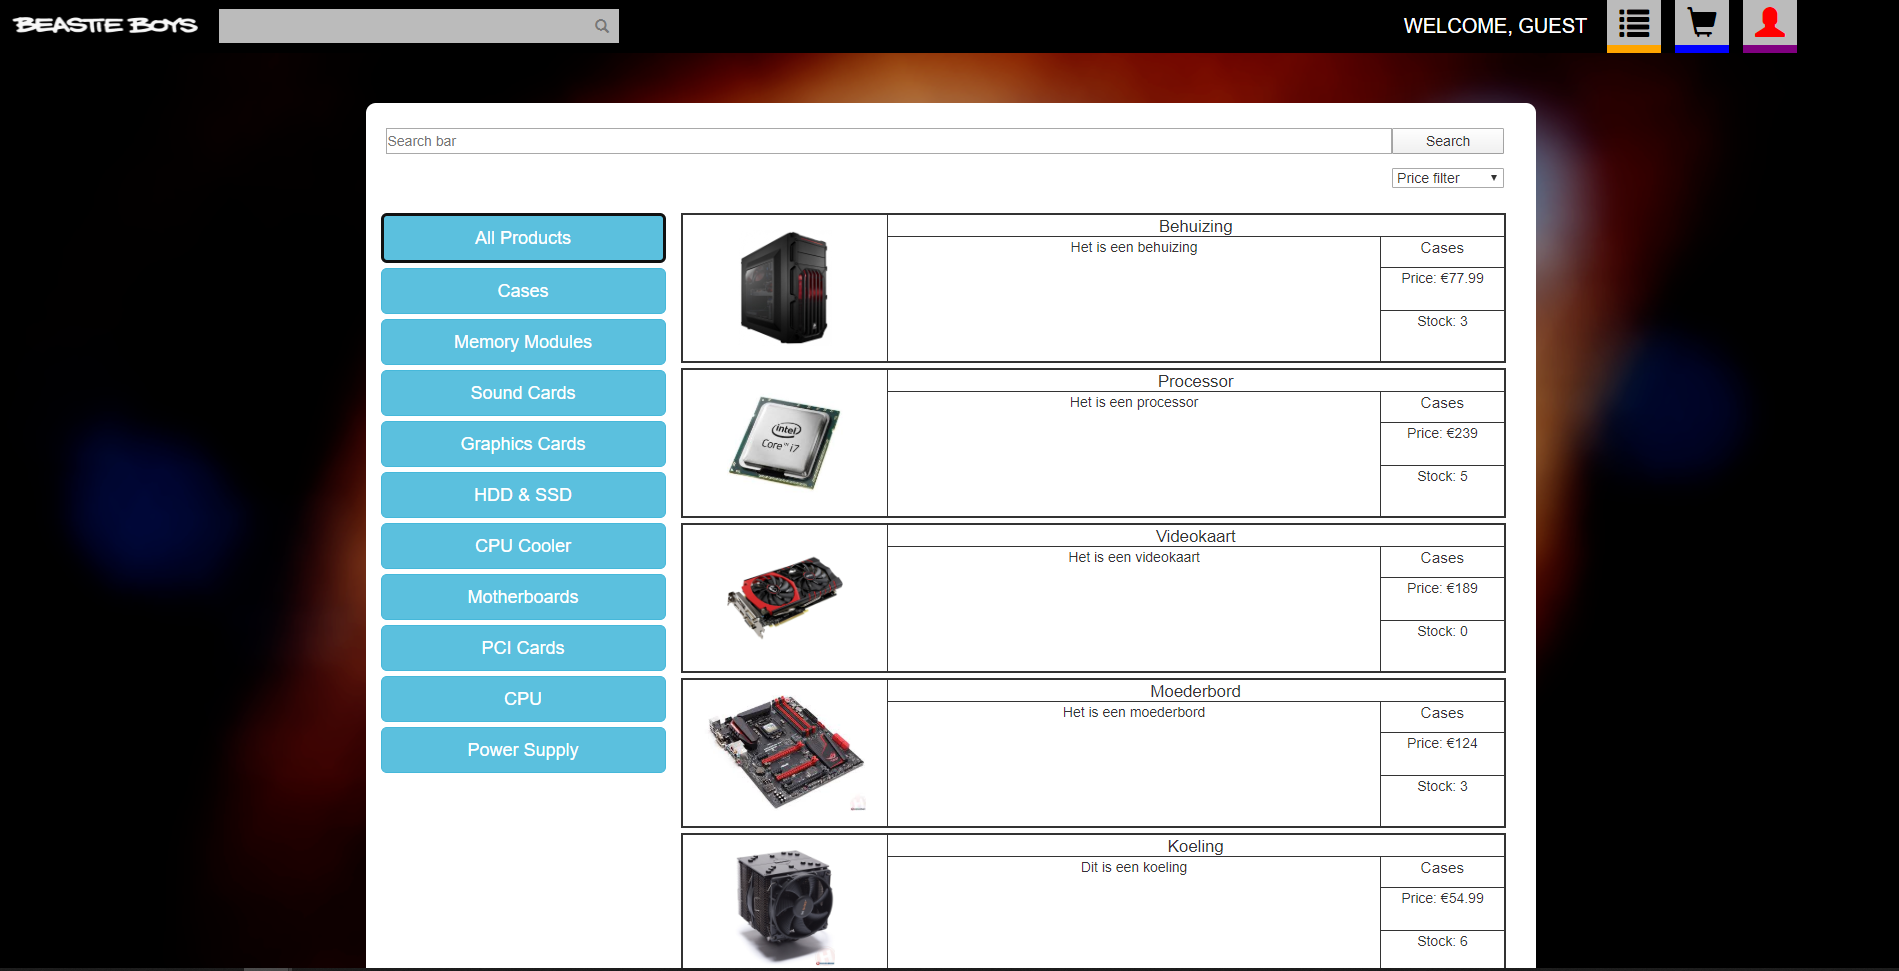 BEASTIE BOYS
WELCOME, GUEST
Search bar
Search
Price filter
All Products
Cases
Memory Modules
Sound Cards
Graphics Cards
HDD & SSD
CPU Cooler
Motherboards
PCI Cards
CPU
Power Supply
Behuizing
Het is een behuizing
Cases
Price: €77.99
Stock: 3
intel
Core™ i7
Processor
Het is een processor
Cases
Price: €239
Stock: 5
Videokaart
Het is een videokaart
Cases
Price: €189
Stock: 0
Moederbord
Het is een moederbord
Cases
Price: €124
Stock: 3
Koeling
Dit is een koeling
Cases
Price: €54.99
Stock: 6